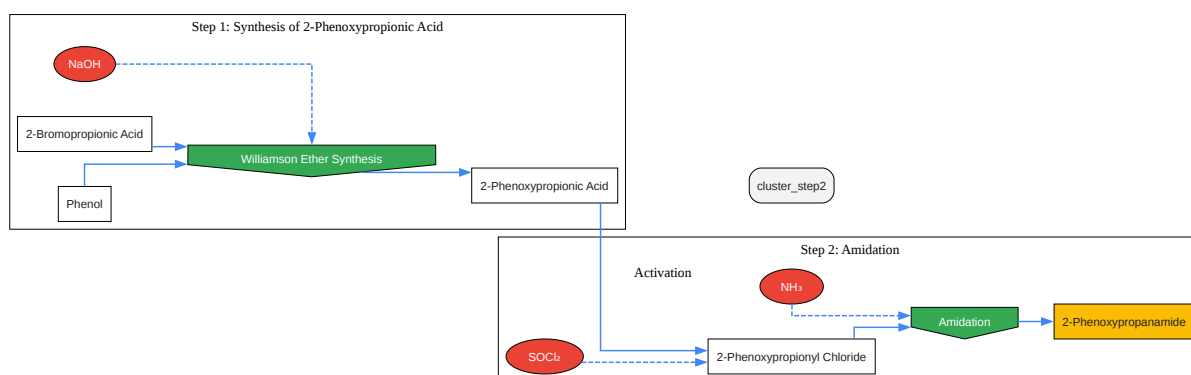 Step 1: Synthesis of 2-Phenoxypropionic Acid
NaOH
2-Bromopropionic Acid
Williamson Ether Synthesis
2-Phenoxypropionic Acid
Phenol
cluster_step2
Step 2: Amidation
Activation
NH₃
Amidation
2-Phenoxypropanamide
SOCl₂
2-Phenoxypropionyl Chloride